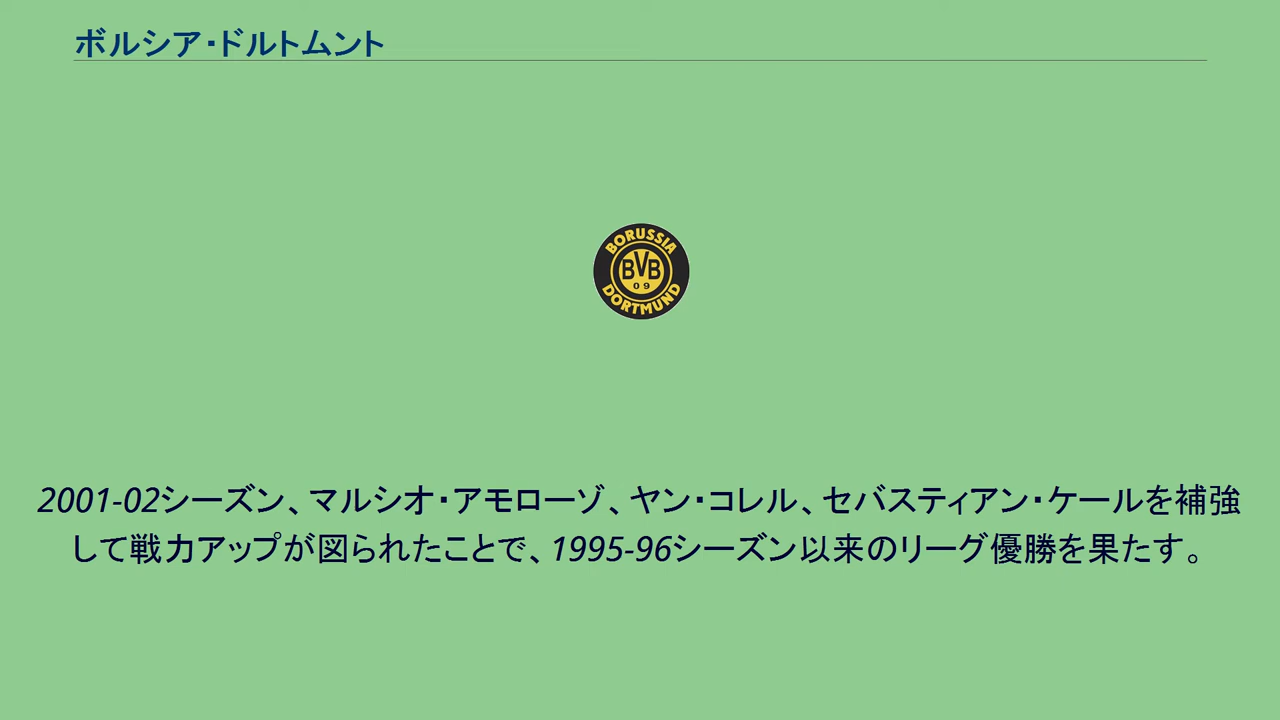 ボルシア・ドルトムント
BORUSSIA
BVB
09
DORTMUND
2001-02シーズン、マルシオ・アモローゾ、ヤン・コレル、セバスティアン・ケールを補強
して戦力アップが図られたことで、1995-96シーズン以来のリーグ優勝を果たす。